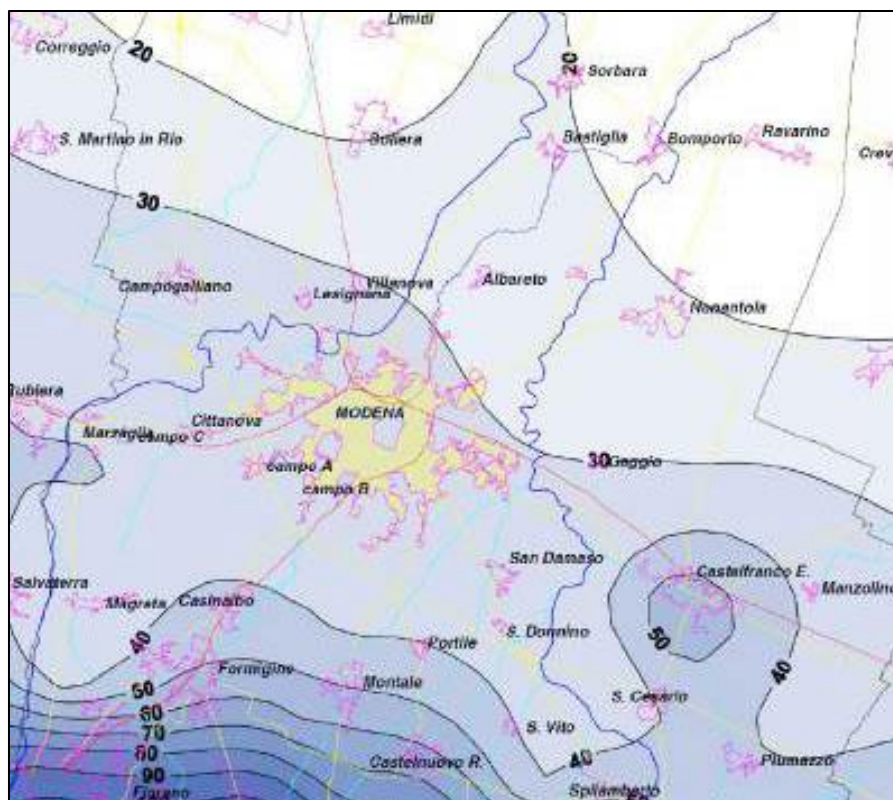 Limidi
Correggio
20
20
Sorbara
S. Martino in Rio
Soliera
Bastiglia
Bomporto
Ravarino
Crev
30
Campogalliano
Lesignana
Villanova
Albareto
Nonantola
Rubiera
Marzaglia
campo C
Cittanova
MODENA
campo A
campo B
30
Gaggio
San Damaso
Castelfranco E.
Manzolino
Salvaterra
Magreta
Casinalbo
40
Portile
S. Donnino
50
40
Formigine
Montale
50
60
70
80
90
S. Cesario
S. Vito
Castelnuovo R.
40
Piumazzo
Fiorano
Spilamberto